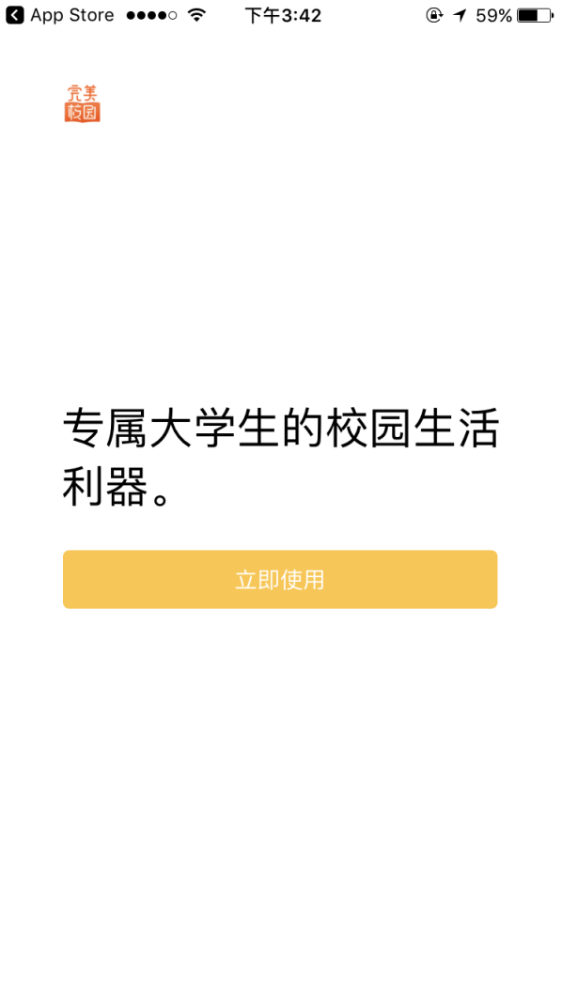 App Store
下午3:42
59%
完美
校园
专属大学生的校园生活
利器。
立即使用